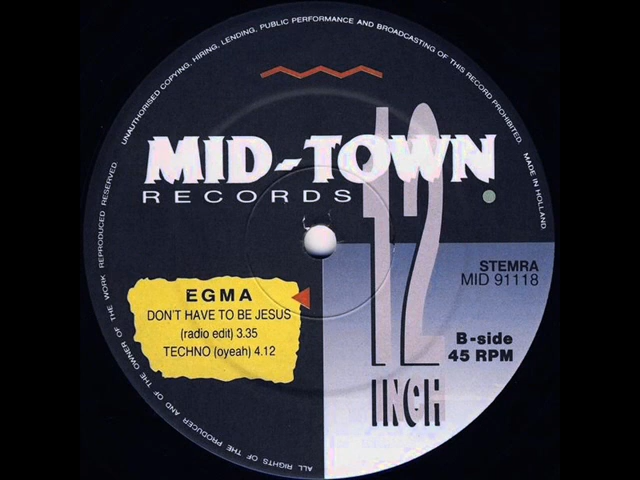 UNAUTHORISED COPYING, HIRING, LENDING, PUBLIC PERFORMANCE AND BROADCASTING OF THIS RECORD PROHIBITED.
MADE IN HOLLAND.
MID-TOWN
RECORDS
12
INCH
STEMRA
MID 91118
EGMA
DON'T HAVE TO BE JESUS
(radio edit) 3.35
TECHNO (oyeah) 4.12
B-side
45 RPM
ALL RIGHTS OF THE PRODUCER AND OF THE OWNER OF THE WORK REPRODUCED RESERVED.